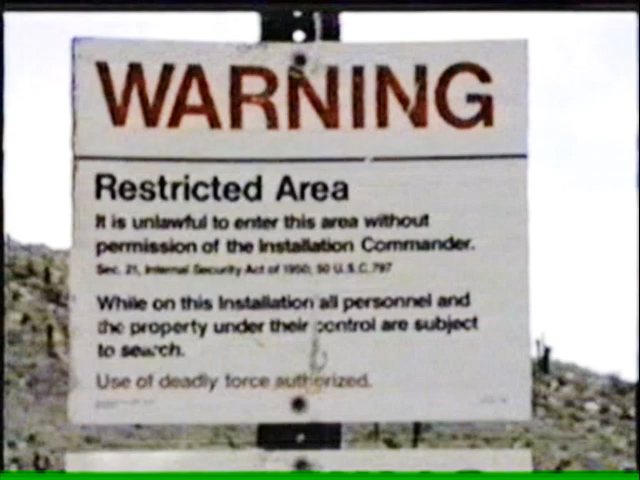 WARNING
Restricted Area
It is unlawful to enter this area without
permission of the Installation Commander.
Sec. 21, Internal Security Act of 1950; 50 U.S.C. 797
While on this Installation all personnel and
the property under their control are subject
to search.
Use of deadly force authorized.